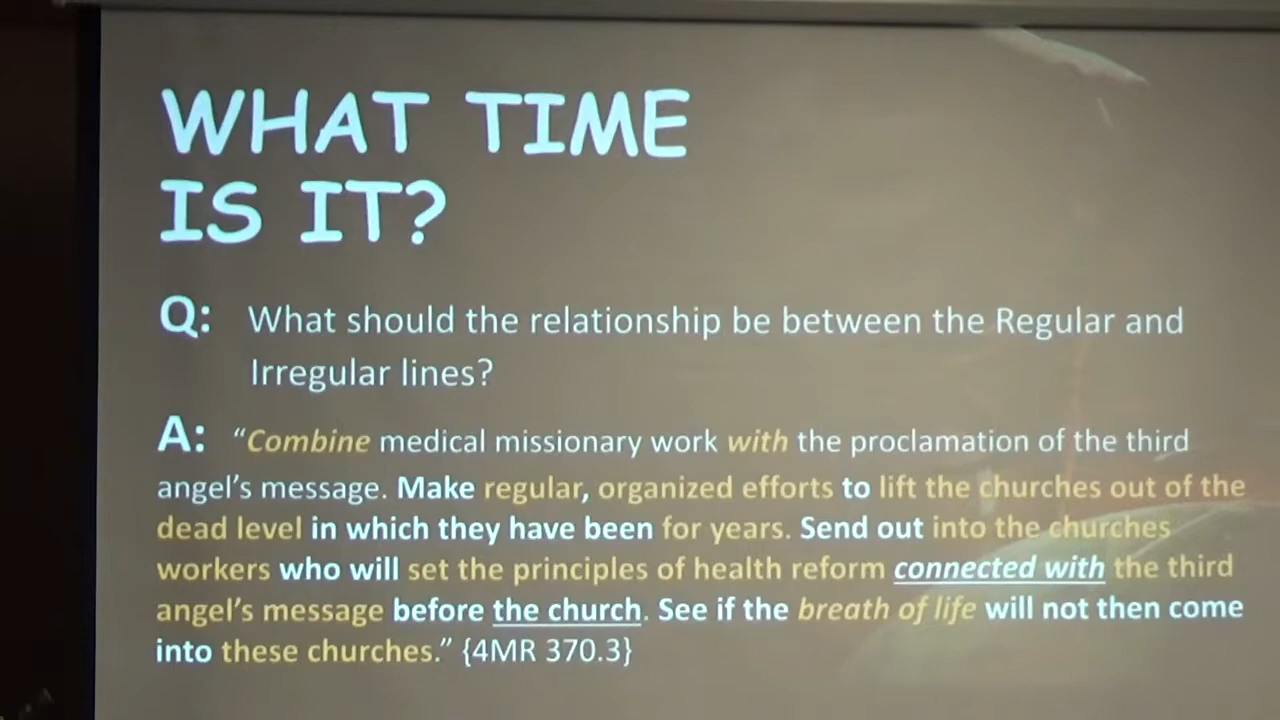 WHAT TIME
IS IT?
Q: What should the relationship be between the Regular and
Irregular lines?
A: “Combine medical missionary work with the proclamation of the third
angel’s message. Make regular, organized efforts to lift the churches out of the
dead level in which they have been for years. Send out into the churches
workers who will set the principles of health reform connected with the third
angel’s message before the church. See if the breath of life will not then come
into these churches.” {4MR 370.3}